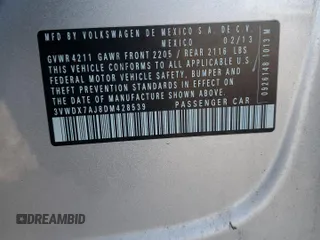 MFD BY VOLKSWAGEN DE MEXICO S.A. DE C.V.
MEXICO 02/13
GVWR 4211 GAWR FRONT 2205 / REAR 2116 LBS
THIS VEHICLE CONFORMS TO ALL APPLICABLE
FEDERAL MOTOR VEHICLE SAFETY, BUMPER AND
THEFT PREVENTION STANDARDS IN EFFECT ON
THE DATE OF MANUFACTURE SHOWN ABOVE
3VWDX7AJ8DM428539 PASSENGER CAR
0926148 1013 M
DREAMBID